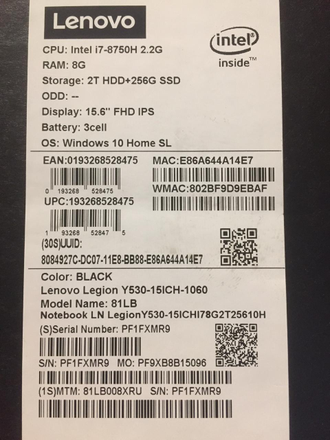 Lenovo
CPU: Intel i7-8750H 2.2G
RAM: 8G
Storage: 2T HDD+256G SSD
ODD: --
Display: 15.6" FHD IPS
Battery: 3cell
OS: Windows 10 Home SL
intel
inside™
EAN:0193268528475 MAC:E86A644A14E7
0 193268 528475
WMAC:802BF9D9EBAF
UPC:193268528475
1 93268 52847 5
(30S)UUID:
8084927C-DC07-11E8-BB88-E86A644A14E7
Color: BLACK
Lenovo Legion Y530-15ICH-1060
Model Name: 81LB
Notebook LN LegionY530-15ICHI78G2T25610H
(S)Serial Number: PF1FXMR9
S/N: PF1FXMR9 MO: PF9XB8B15096
(1S)MTM: 81LB008XRU S/N: PF1FXMR9